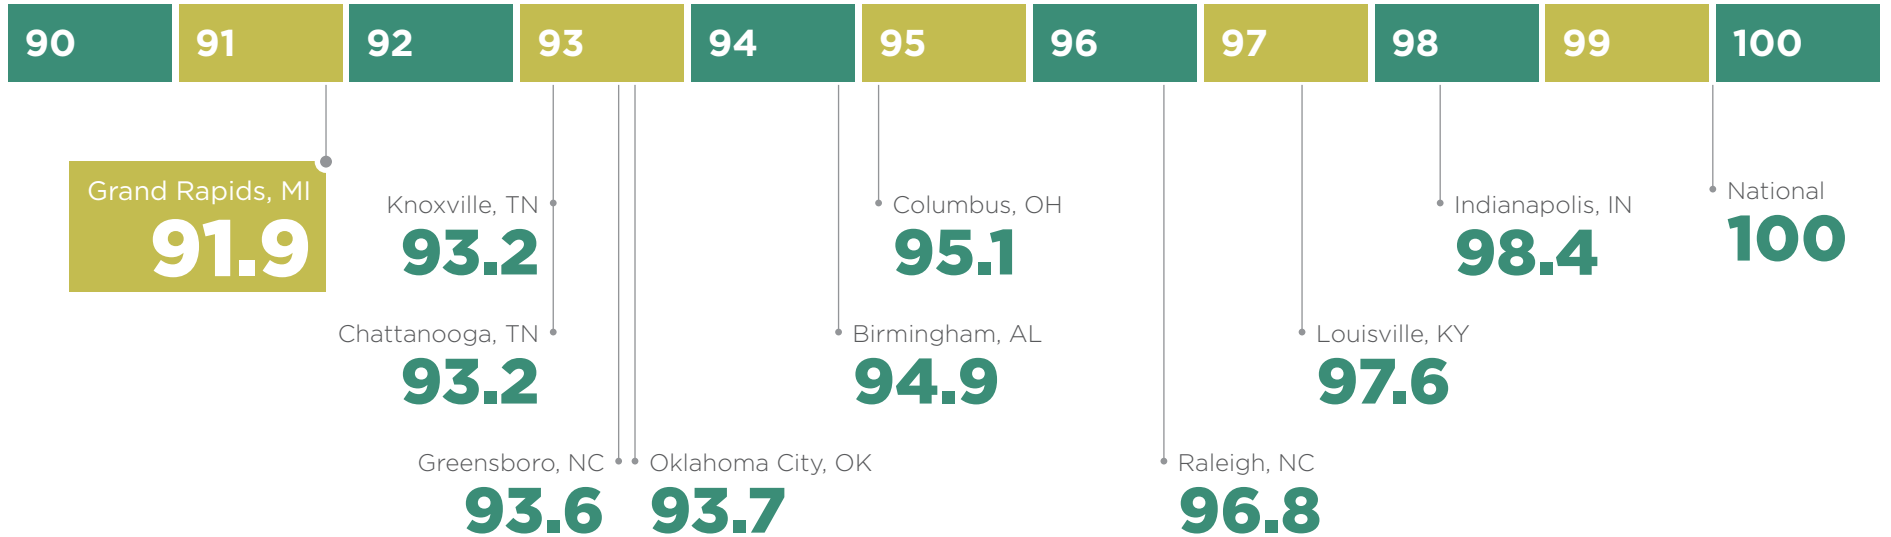 90 91 92 93 94 95 96 97 98 99 100
Grand Rapids, MI
91.9
Knoxville, TN
93.2
Chattanooga, TN
93.2
Greensboro, NC
93.6
Oklahoma City, OK
93.7
Birmingham, AL
94.9
Columbus, OH
95.1
Raleigh, NC
96.8
Louisville, KY
97.6
Indianapolis, IN
98.4
National
100